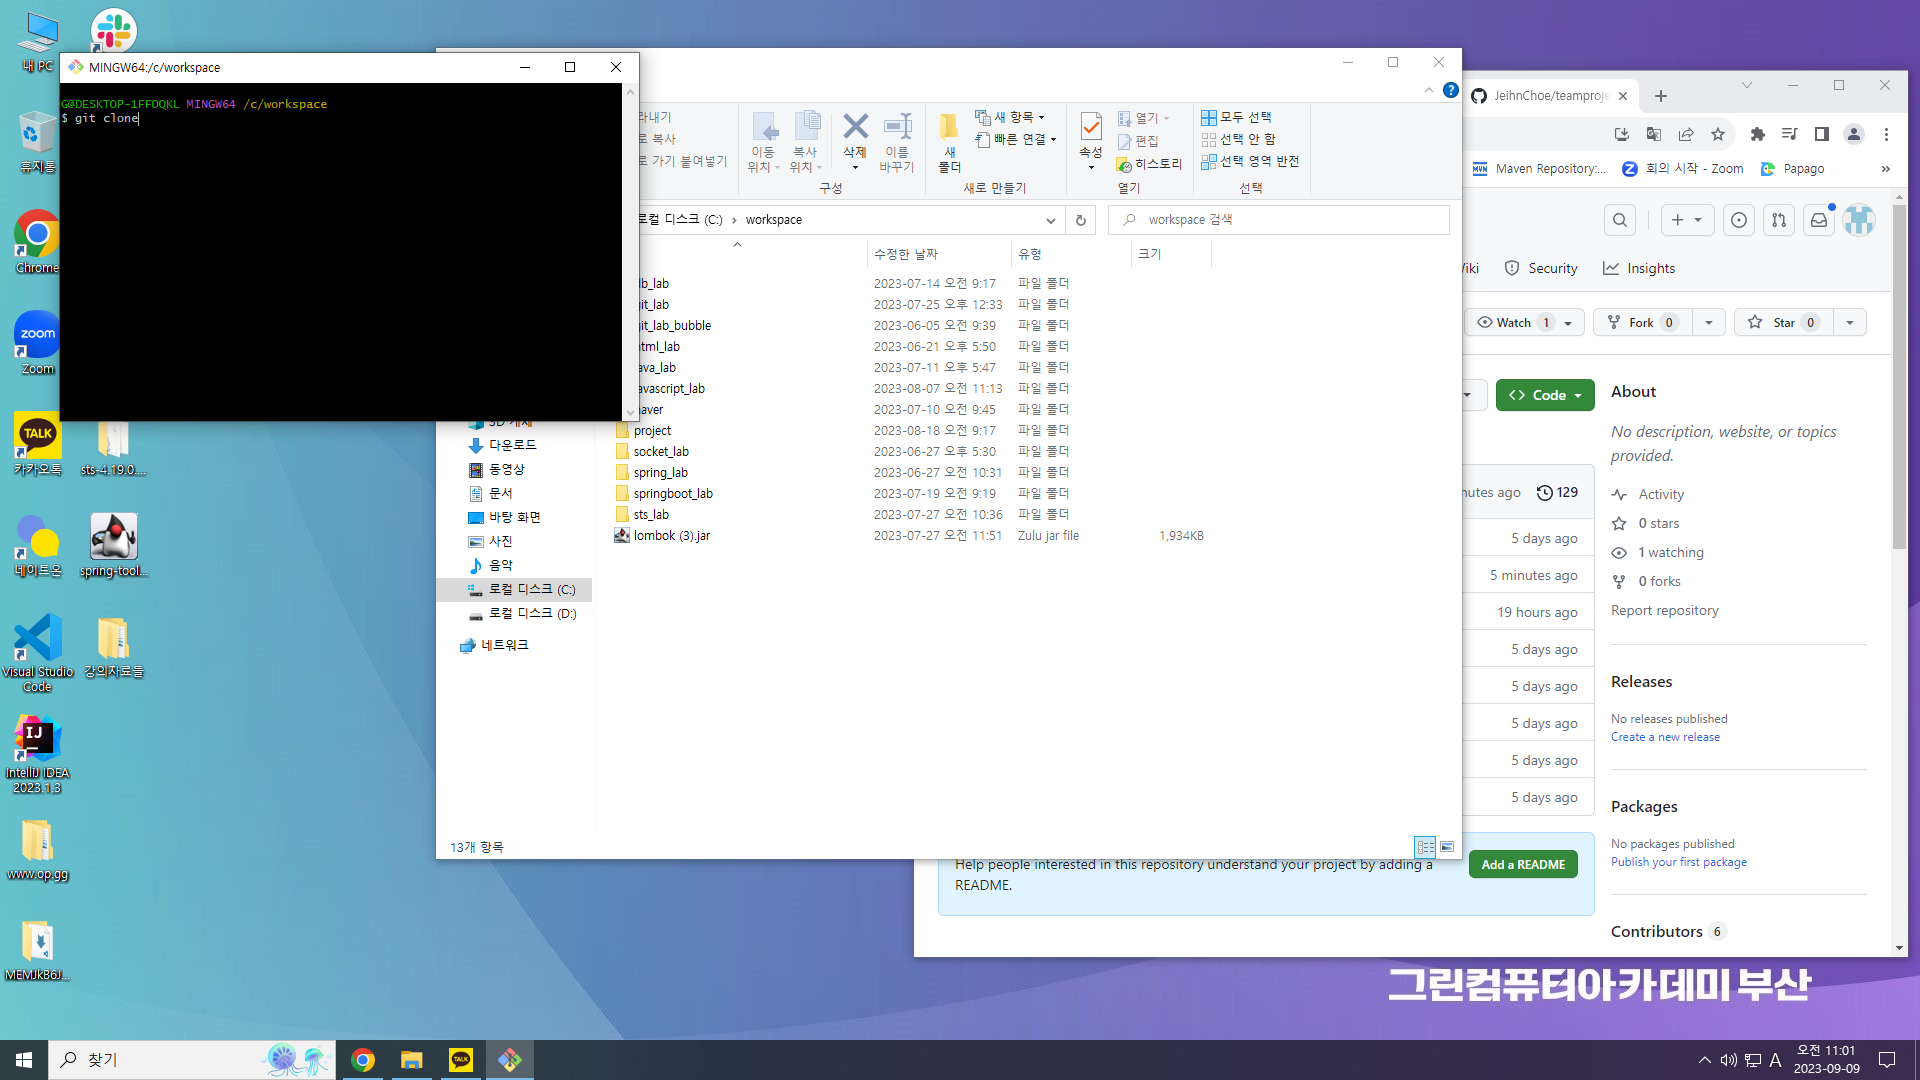 내 PC
휴지통
Chrome
Zoom
zoom
TALK
카카오톡
sts-4.19.0....
네이트온
spring-tool...
Visual Studio
Code
강의자료들
IntelliJ IDEA
2023.1.3
www.op.gg
MEMJkB6J...
MINGW64:/c/workspace
G@DESKTOP-1FFOQKL MINGW64 /c/workspace
$ git clone
이동
위치
복사
위치
삭제
이름
바꾸기
구성
새
폴더
새 항목
빠른 연결
새로 만들기
속성
열기
편집
히스토리
열기
모두 선택
선택 안 함
선택 영역 반전
선택
로 복사
로 가기 붙여넣기
로컬 디스크 (C:) › workspace
workspace 검색
수정한 날짜 유형 크기
b_lab 2023-07-14 오전 9:17 파일 폴더
it_lab 2023-07-25 오후 12:33 파일 폴더
it_lab_bubble 2023-06-05 오전 9:39 파일 폴더
tml_lab 2023-06-21 오후 5:50 파일 폴더
ava_lab 2023-07-11 오후 5:47 파일 폴더
avascript_lab 2023-08-07 오전 11:13 파일 폴더
aver 2023-07-10 오전 9:45 파일 폴더
project 2023-08-18 오전 9:17 파일 폴더
socket_lab 2023-06-27 오후 5:30 파일 폴더
spring_lab 2023-06-27 오전 10:31 파일 폴더
springboot_lab 2023-07-19 오전 9:19 파일 폴더
sts_lab 2023-07-27 오전 10:36 파일 폴더
lombok (3).jar 2023-07-27 오전 11:51 Zulu jar file 1,934KB
다운로드
동영상
문서
바탕 화면
사진
음악
로컬 디스크 (C:)
로컬 디스크 (D:)
네트워크
13개 항목
JeihnChoe/teamproje
Maven Repository:...
회의 시작 - Zoom
Papago
»
Security
Insights
Watch 1
Fork 0
Star 0
Code
About
No description, website, or topics
provided.
Activity
0 stars
1 watching
0 forks
Report repository
nutes ago 129
5 days ago
5 minutes ago
19 hours ago
5 days ago
5 days ago
5 days ago
5 days ago
5 days ago
Releases
No releases published
Create a new release
Packages
No packages published
Publish your first package
Contributors 6
Help people interested in this repository understand your project by adding a
README.
Add a README
그린컴퓨터아카데미 부산
찾기
TALK
A
오전 11:01
2023-09-09